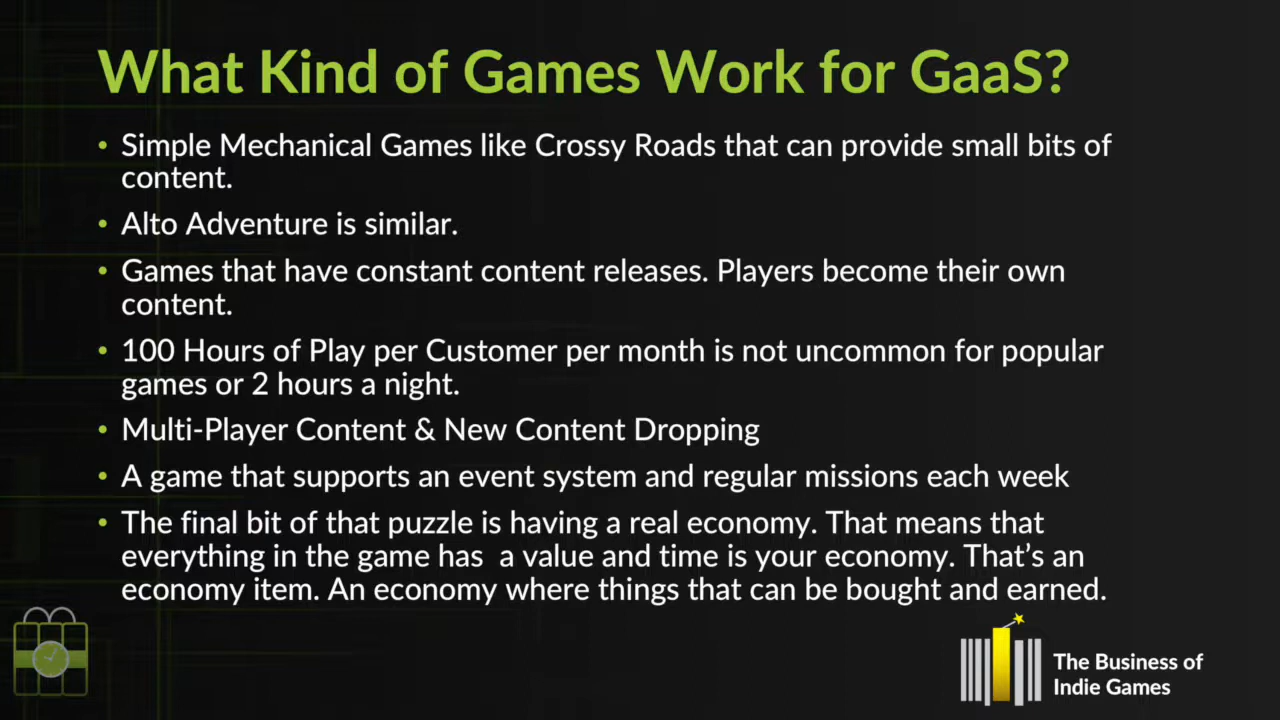 What Kind of Games Work for GaaS?
• Simple Mechanical Games like Crossy Roads that can provide small bits of
content.
• Alto Adventure is similar.
• Games that have constant content releases. Players become their own
content.
• 100 Hours of Play per Customer per month is not uncommon for popular
games or 2 hours a night.
• Multi-Player Content & New Content Dropping
• A game that supports an event system and regular missions each week
• The final bit of that puzzle is having a real economy. That means that
everything in the game has  a value and time is your economy. That’s an
economy item. An economy where things that can be bought and earned.
The Business of
Indie Games